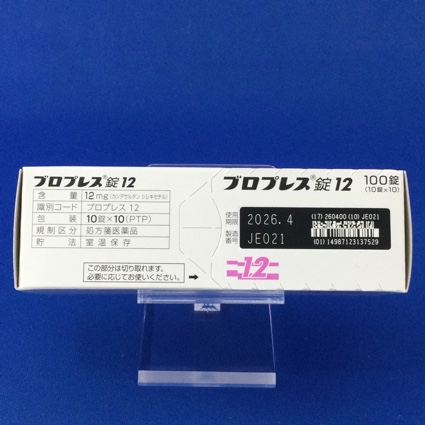 ブロプレス®錠12
含量 12mg(カンデサルタン シレキセチル)
識別コード ブロプレス 12
包装 10錠×10(PTP)
規制区分 処方箋医薬品
貯法 室温保存
この部分は切り取れます。
必要に応じてお使いください。
ブロプレス®錠12 100錠
(10錠×10)
使用期限 2026.4
製造番号 JE021
(17) 260400 (10) JE021
(01) 14987123137529
12